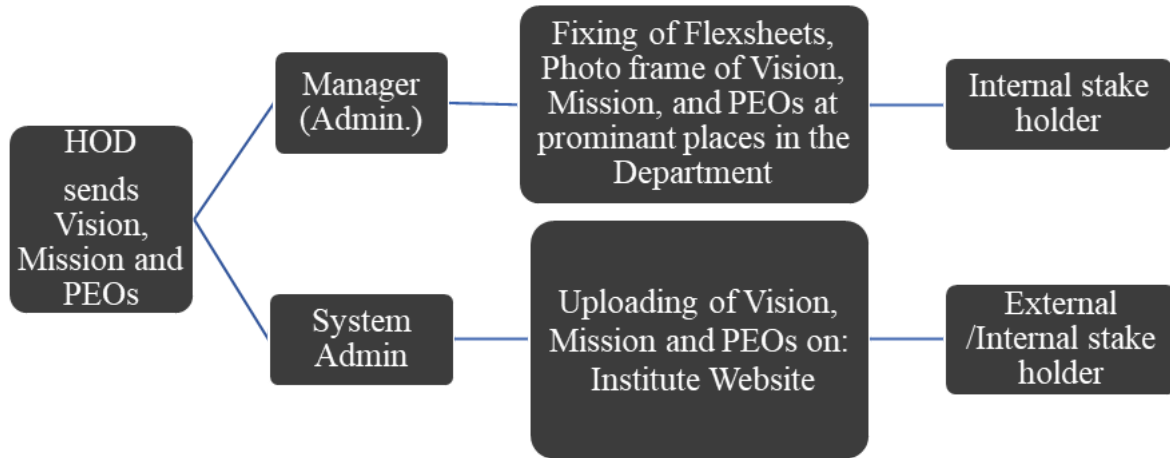 HOD
sends
Vision,
Mission and
PEOs
Manager
(Admin.)
Fixing of Flexsheets,
Photo frame of Vision,
Mission, and PEOs at
prominant places in the
Department
Internal stake
holder
System
Admin
Uploading of Vision,
Mission and PEOs on:
Institute Website
External
/Internal stake
holder